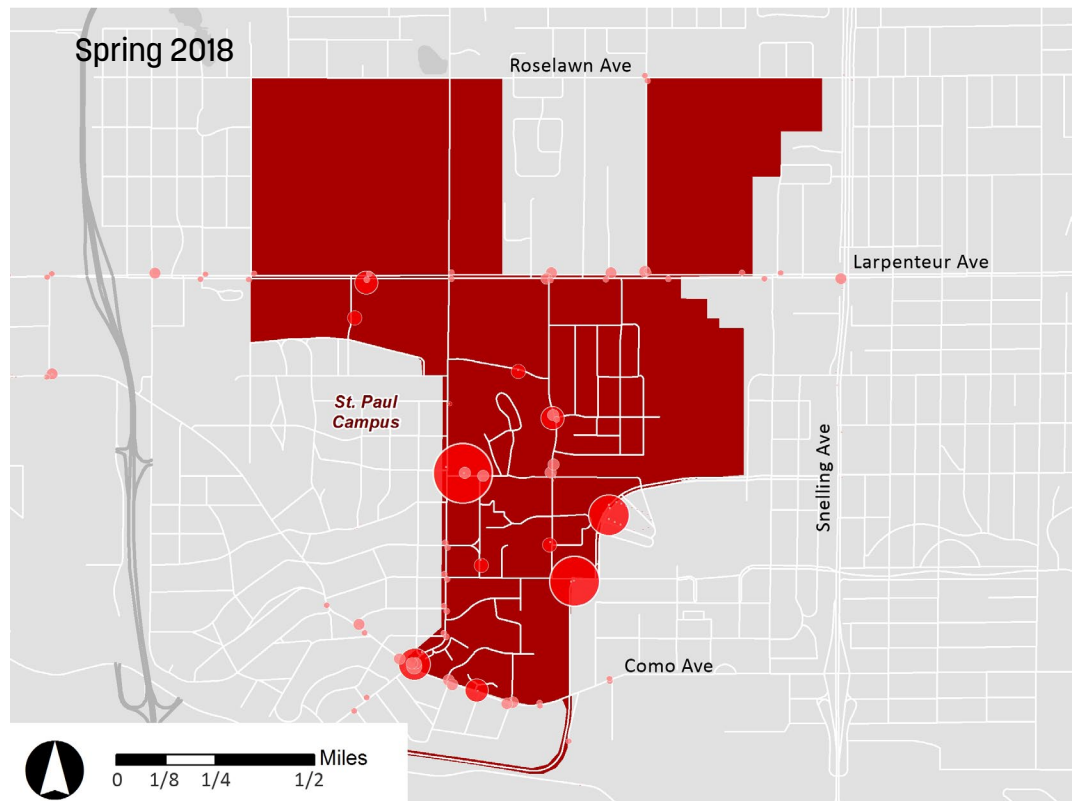 Spring 2018
Roselawn Ave
Larpenteur Ave
St. Paul
Campus
Snelling Ave
Como Ave
Miles
0 1/8 1/4 1/2